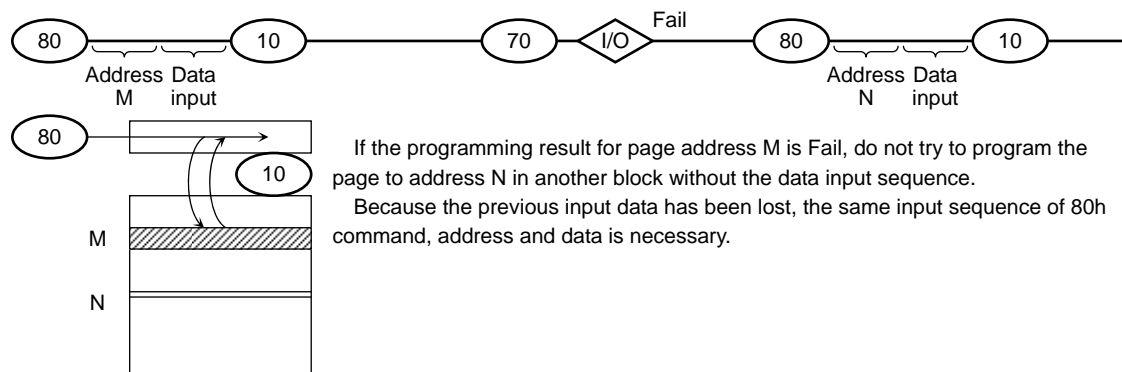 Fail
80 10 70 I/O 80 10
Address Data Address Data
M input N input
80
If the programming result for page address M is Fail, do not try to program the
10
page to address N in another block without the data input sequence.
Because the previous input data has been lost, the same input sequence of 80h
M
command, address and data is necessary.
N